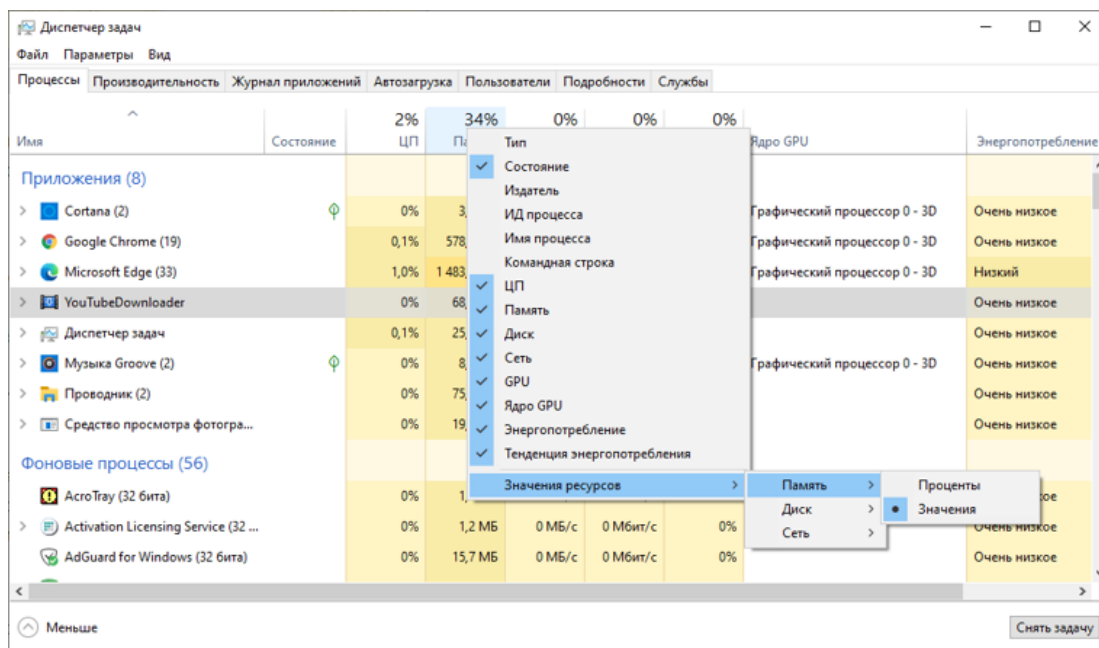 Диспетчер задач
Файл Параметры Вид
Процессы Производительность Журнал приложений Автозагрузка Пользователи Подробности Службы
2% 34% 0% 0% 0%
Имя Состояние ЦП Ядро GPU Энергопотребление
Тип
Состояние
Издатель
ИД процесса
Имя процесса
Командная строка
ЦП
Память
Диск
Сеть
GPU
Ядро GPU
Энергопотребление
Тенденция энергопотребления
Значения ресурсов
Память
Диск
Сеть
Проценты
Значения
Приложения (8)
Cortana (2) 0% 3, Графический процессор 0 - 3D Очень низкое
Google Chrome (19) 0,1% 578, Графический процессор 0 - 3D Очень низкое
Microsoft Edge (33) 1,0% 1 483, Графический процессор 0 - 3D Низкий
YouTubeDownloader 0% 68, Очень низкое
Диспетчер задач 0,1% 25, Очень низкое
Музыка Groove (2) 0% 8, Графический процессор 0 - 3D Очень низкое
Проводник (2) 0% 75, Очень низкое
Средство просмотра фотогра... 0% 19, Очень низкое
Фоновые процессы (56)
AcroTray (32 бита) 0% 1,
Activation Licensing Service (32 ... 0% 1,2 МБ 0 МБ/с 0 Мбит/с 0% Очень низкое
AdGuard for Windows (32 бита) 0% 15,7 МБ 0 МБ/с 0 Мбит/с 0% Очень низкое
Меньше
Снять задачу